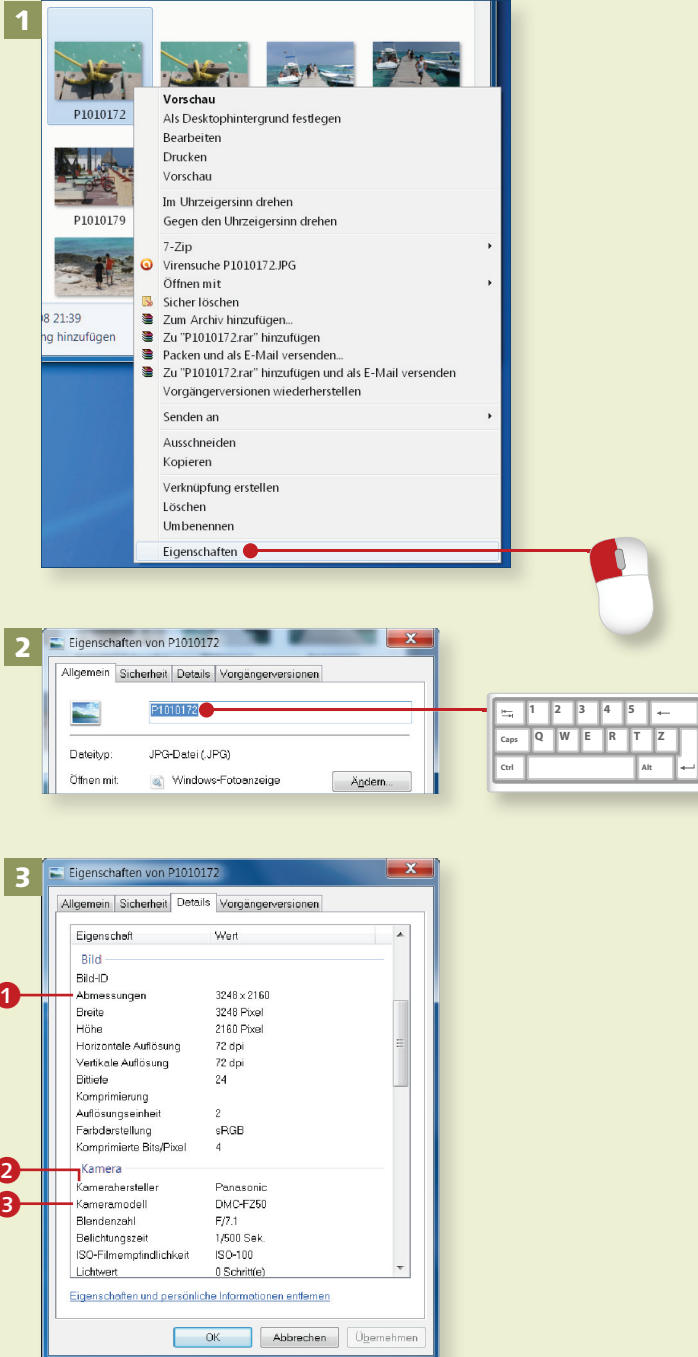 1
P1010172
Vorschau
Als Desktophintergrund festlegen
Bearbeiten
Drucken
Vorschau
Im Uhrzeigersinn drehen
Gegen den Uhrzeigersinn drehen
P1010179
7-Zip
Virensuche P1010172.JPG
Öffnen mit
Sicher löschen
Zum Archiv hinzufügen...
Zu "P1010172.rar" hinzufügen
Packen und als E-Mail versenden...
Zu "P1010172.rar" hinzufügen und als E-Mail versenden
Vorgängerversionen wiederherstellen
8 21:39
ng hinzufügen
Senden an
Ausschneiden
Kopieren
Verknüpfung erstellen
Löschen
Umbenennen
Eigenschaften
2
Eigenschaften von P1010172
Allgemein Sicherheit Details Vorgängerversionen
P1010172
Dateityp: JPG-Datei (.JPG)
Öffnen mit: Windows-Fotoanzeige Ändern...
1 2 3 4 5
Caps Q W E R T Z
Ctrl Alt
3
Eigenschaften von P1010172
Allgemein Sicherheit Details Vorgängerversionen
Eigenschaft Wert
Bild
Bild-ID
1 Abmessungen 3248 x 2160
Breite 3248 Pixel
Höhe 2160 Pixel
Horizontale Auflösung 72 dpi
Vertikale Auflösung 72 dpi
Bittiefe 24
Komprimierung
Auflösungseinheit 2
Farbdarstellung sRGB
Komprimierte Bits/Pixel 4
Kamera
2 Kamerahersteller Panasonic
3 Kameramodell DMC-FZ50
Blendenzahl F/7.1
Belichtungszeit 1/500 Sek.
ISO-Filmempfindlichkeit ISO-100
Lichtwert 0 Schritt(e)
Eigenschaften und persönliche Informationen entfernen
OK Abbrechen Übernehmen